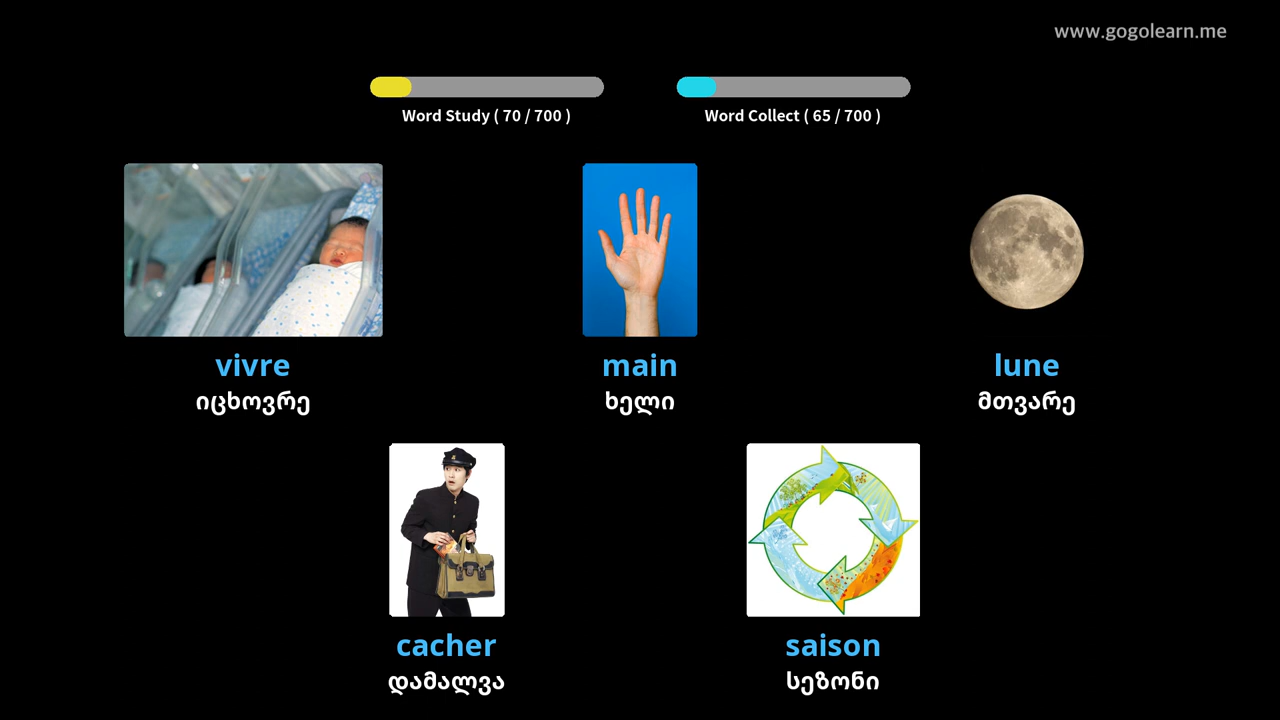 www.gogolearn.me
Word Study ( 70 / 700 )
Word Collect ( 65 / 700 )
vivre
იცხოვრე
main
ხელი
lune
მთვარე
cacher
დამალვა
saison
სეზონი